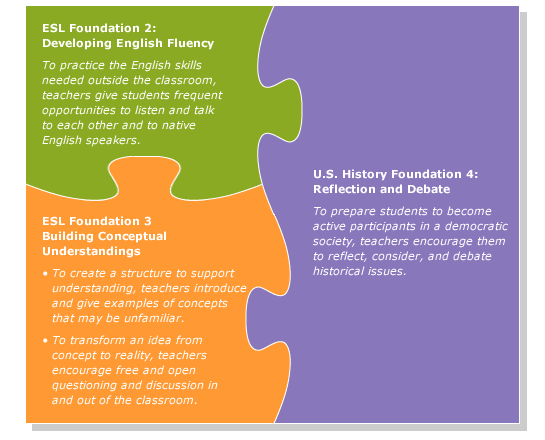 ESL Foundation 2:
Developing English Fluency
To practice the English skills
needed outside the classroom,
teachers give students frequent
opportunities to listen and talk
to each other and to native
English speakers.
ESL Foundation 3
Building Conceptual
Understandings
• To create a structure to support
understanding, teachers introduce
and give examples of concepts
that may be unfamiliar.
• To transform an idea from
concept to reality, teachers
encourage free and open
questioning and discussion in
and out of the classroom.
U.S. History Foundation 4:
Reflection and Debate
To prepare students to become
active participants in a democratic
society, teachers encourage them
to reflect, consider, and debate
historical issues.